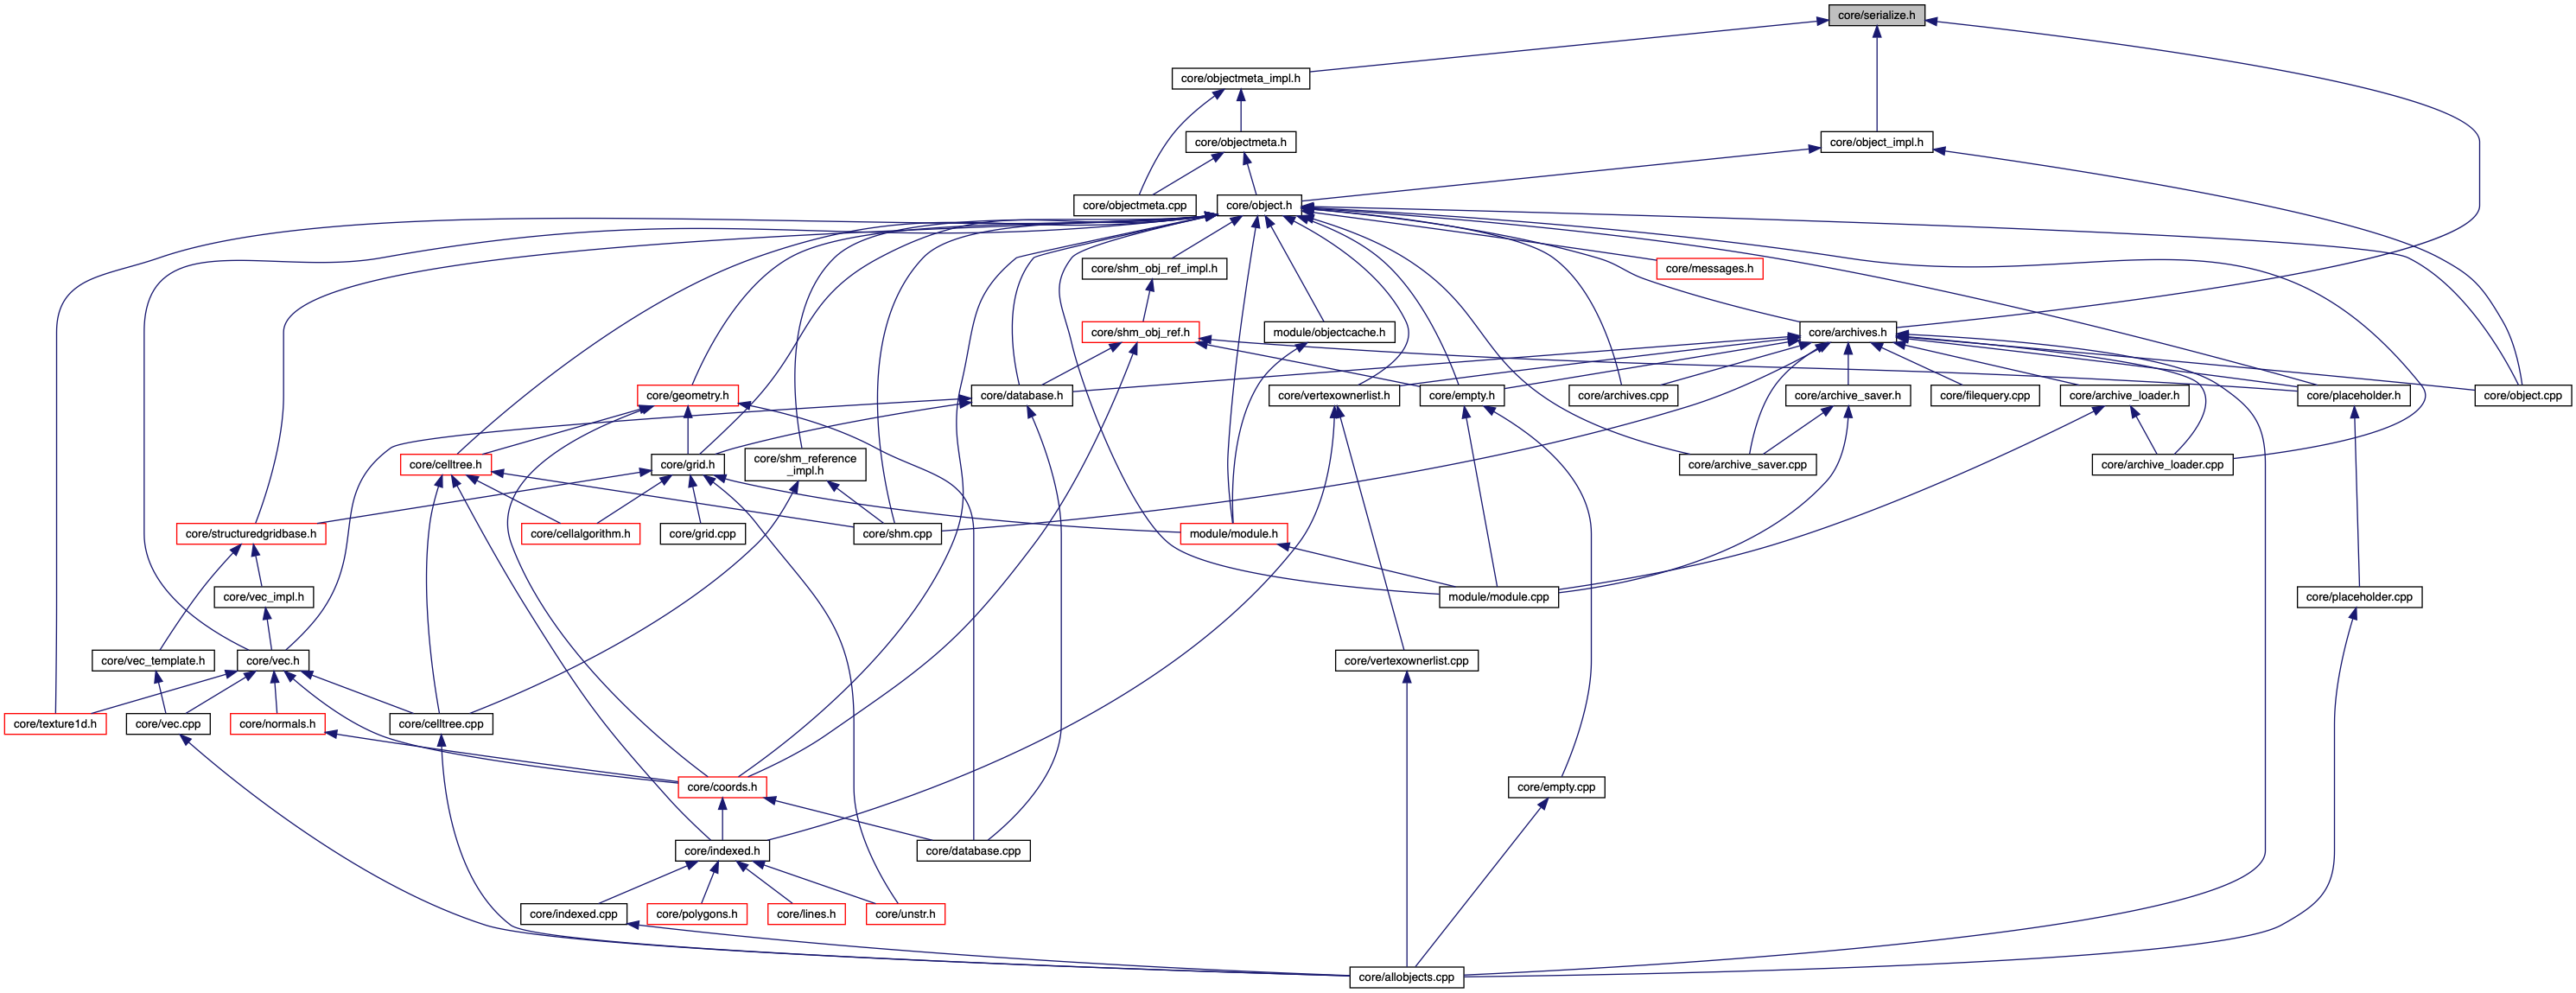 core/serialize.h
core/objectmeta_impl.h
core/objectmeta.h
core/object_impl.h
core/objectmeta.cpp
core/object.h
core/shm_obj_ref_impl.h
core/messages.h
core/shm_obj_ref.h
module/objectcache.h
core/archives.h
core/geometry.h
core/database.h
core/vertexownerlist.h
core/empty.h
core/archives.cpp
core/archive_saver.h
core/filequery.cpp
core/archive_loader.h
core/placeholder.h
core/object.cpp
core/celltree.h
core/grid.h
core/shm_reference
_impl.h
core/archive_saver.cpp
core/archive_loader.cpp
core/structuredgridbase.h
core/cellalgorithm.h
core/grid.cpp
core/shm.cpp
module/module.h
core/vec_impl.h
module/module.cpp
core/placeholder.cpp
core/vec_template.h
core/vec.h
core/vertexownerlist.cpp
core/texture1d.h
core/vec.cpp
core/normals.h
core/celltree.cpp
core/coords.h
core/empty.cpp
core/indexed.h
core/database.cpp
core/indexed.cpp
core/polygons.h
core/lines.h
core/unstr.h
core/allobjects.cpp